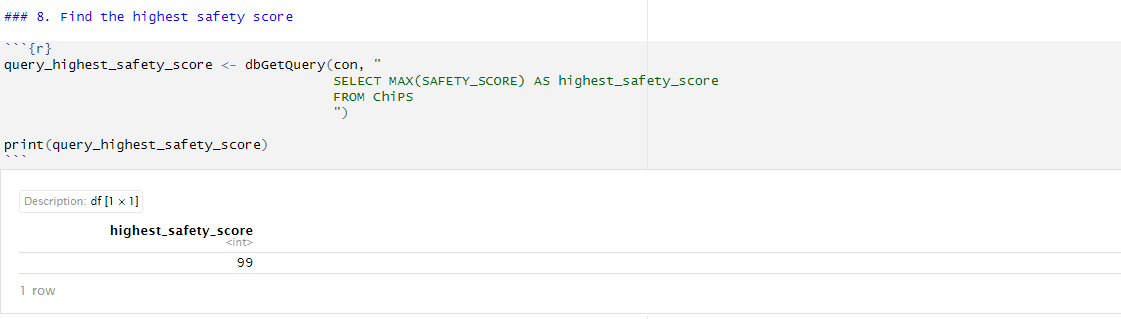 ### 8. Find the highest safety score
```{r}
query_highest_safety_score <- dbGetQuery(con, "
SELECT MAX(SAFETY_SCORE) AS highest_safety_score
FROM ChiPS
")
print(query_highest_safety_score)
```
Description: df [1 × 1]
highest_safety_score
<int>
99
1 row